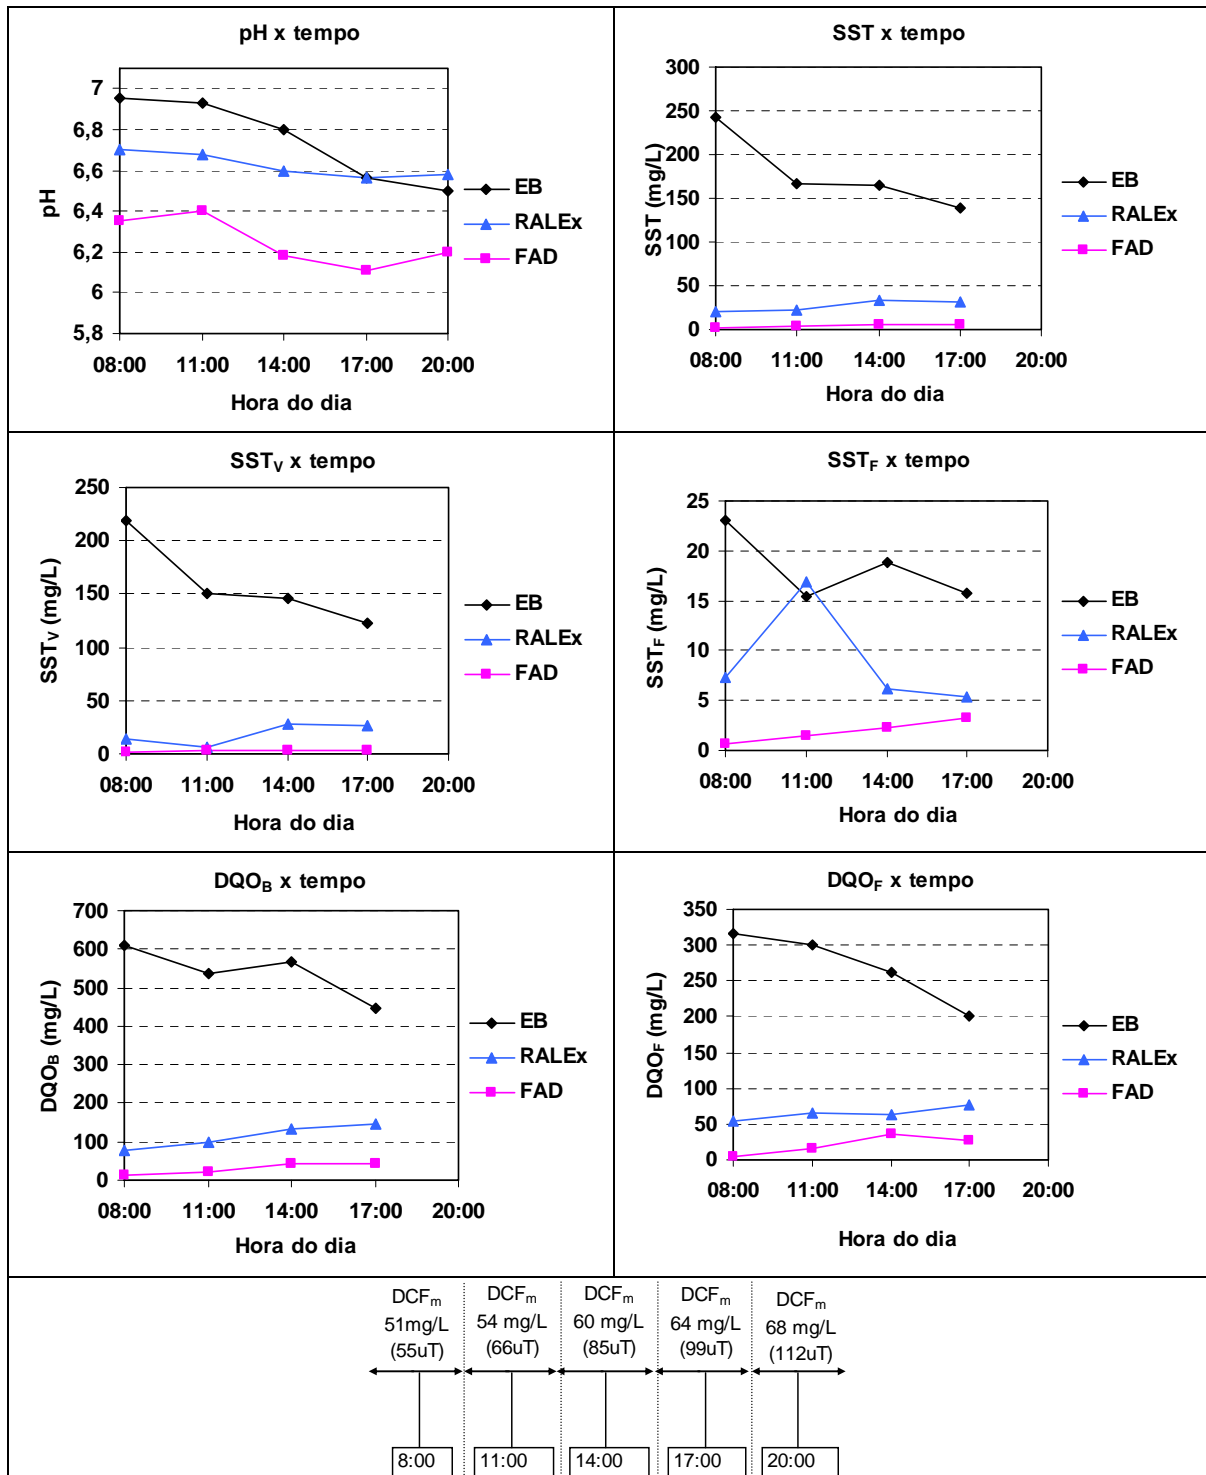 pH x tempo
7
6,8
6,6
6,4
6,2
6
5,8
pH
08:00 11:00 14:00 17:00 20:00
Hora do dia
EB
RALEx
FAD
SST x tempo
300
250
200
150
100
50
0
SST (mg/L)
08:00 11:00 14:00 17:00 20:00
Hora do dia
EB
RALEx
FAD
SSTV x tempo
250
200
150
100
50
0
SSTV (mg/L)
08:00 11:00 14:00 17:00 20:00
Hora do dia
EB
RALEx
FAD
SSTF x tempo
25
20
15
10
5
0
SSTF (mg/L)
08:00 11:00 14:00 17:00 20:00
Hora do dia
EB
RALEx
FAD
DQOB x tempo
700
600
500
400
300
200
100
0
DQOB (mg/L)
08:00 11:00 14:00 17:00 20:00
Hora do dia
EB
RALEx
FAD
DQOF x tempo
350
300
250
200
150
100
50
0
DQOF (mg/L)
08:00 11:00 14:00 17:00 20:00
Hora do dia
EB
RALEx
FAD
DCFm DCFm DCFm DCFm DCFm
51mg/L 54 mg/L 60 mg/L 64 mg/L 68 mg/L
(55uT) (66uT) (85uT) (99uT) (112uT)
8:00 11:00 14:00 17:00 20:00